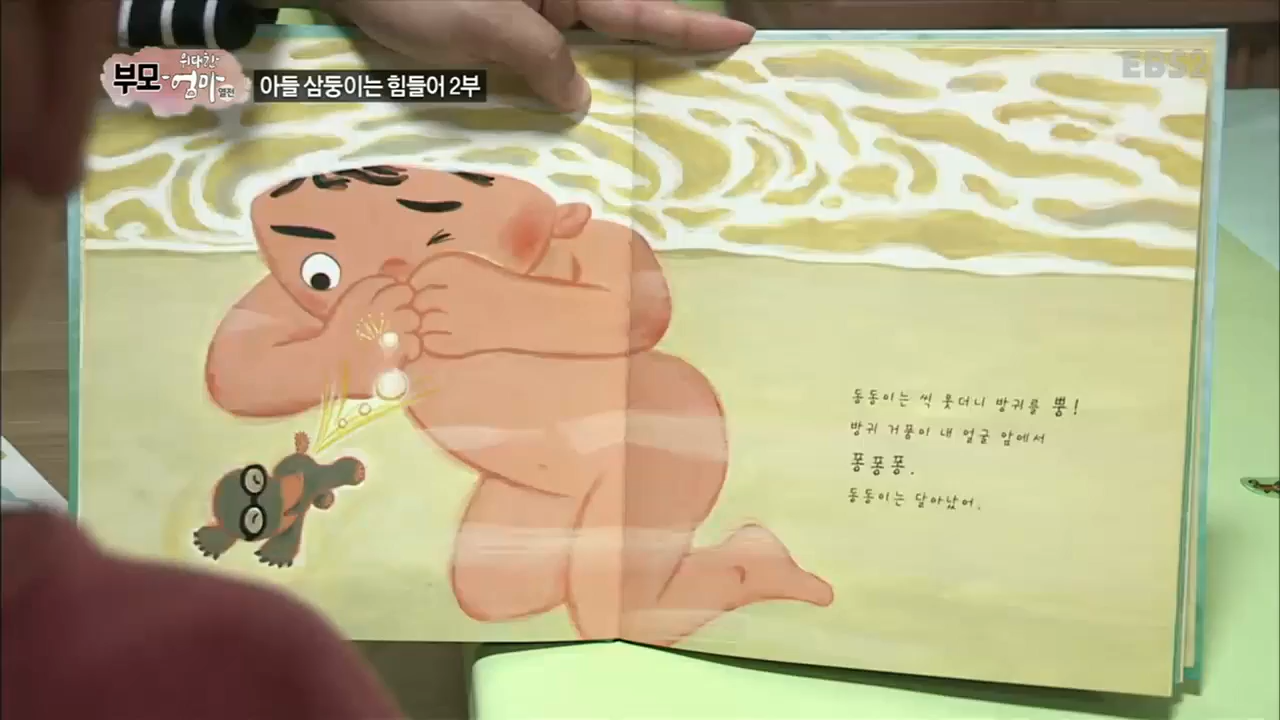 부모 위대한 엄마 열전
아들 삼둥이는 힘들어 2부
EBS2
동동이는 씩 웃더니 방귀를 뿡!
방귀 거품이 내 얼굴 앞에서
퐁 퐁 퐁.
동동이는 달아났어.